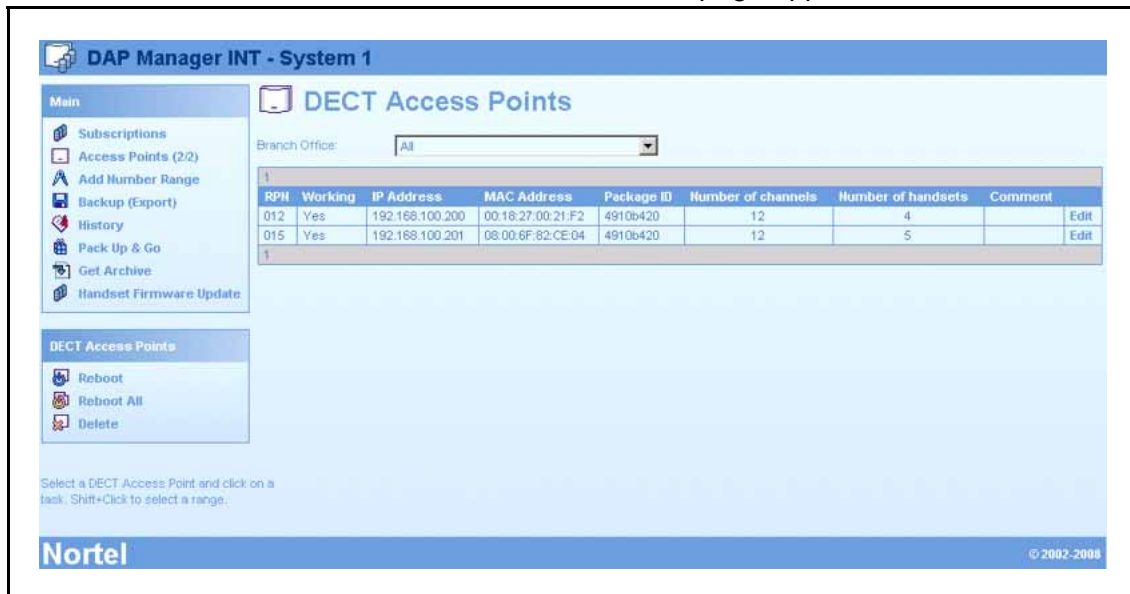 DAP Manager INT - System 1
Main
Subscriptions
Access Points (2/2)
Add Number Range
Backup (Export)
History
Pack Up & Go
Get Archive
Handset Firmware Update
DECT Access Points
Reboot
Reboot All
Delete
Select a DECT Access Point and click on a
task. Shift+Click to select a range.
DECT Access Points
Branch Office: All
1
RPN Working IP Address MAC Address Package ID Number of channels Number of handsets Comment
012 Yes 192.168.100.200 00:18:27:00:21:F2 4910b420 12 4 Edit
015 Yes 192.168.100.201 08:00:6F:82:CE:04 4910b420 12 5 Edit
1
Nortel © 2002-2008